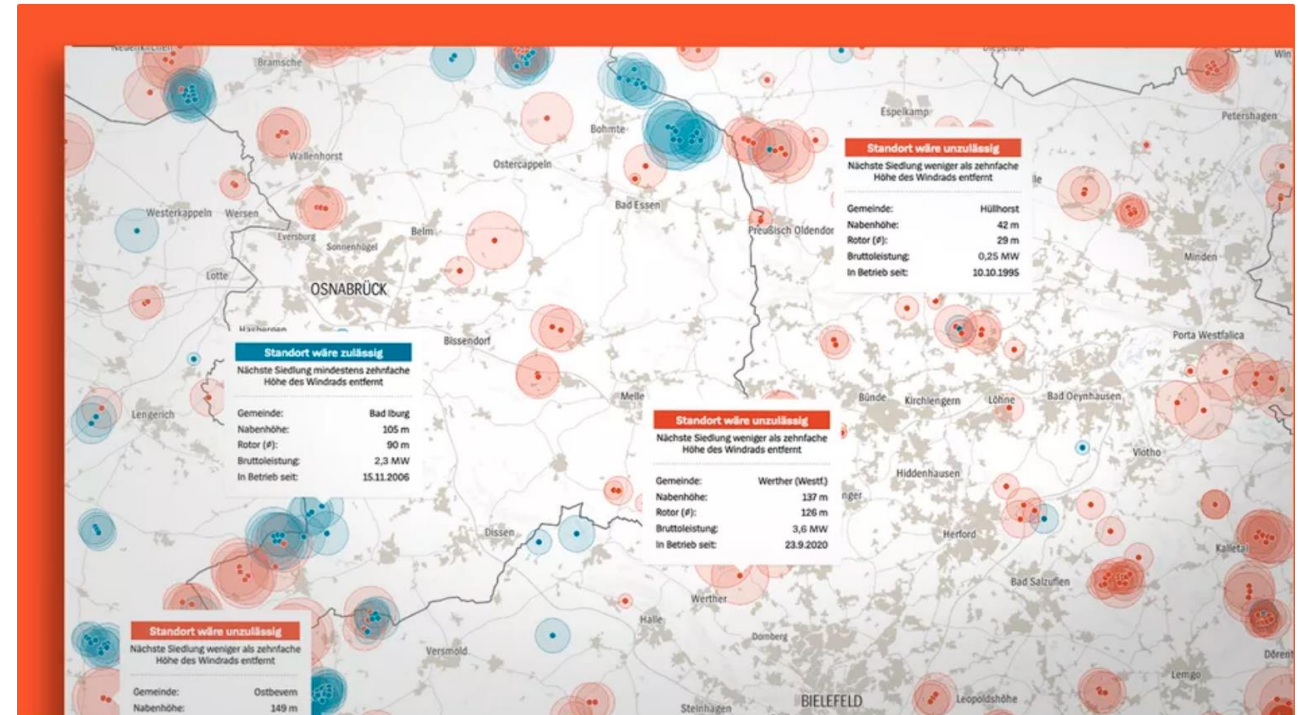 Bramsche
Espelkamp
Petershagen
Bohmte
Wallenhorst
Ostercappeln
Standort wäre unzulässig
Nächste Siedlung weniger als zehnfache
Höhe des Windrads entfernt
Gemeinde: Hüllhorst
Nabenhöhe: 42 m
Rotor (ø): 29 m
Bruttoleistung: 0,25 MW
In Betrieb seit: 10.10.1995
Westerkappeln
Wersen
Bad Essen
Eversburg
Sonnenhügel
Belm
Preußisch Oldendor
Lotte
Minden
OSNABRÜCK
Hasbergen
Bissendorf
Porta Westfalica
Standort wäre zulässig
Nächste Siedlung mindestens zehnfache
Höhe des Windrads entfernt
Gemeinde: Bad Iburg
Nabenhöhe: 105 m
Rotor (ø): 90 m
Bruttoleistung: 2,3 MW
In Betrieb seit: 15.11.2006
Lengerich
Melle
Bünde
Kirchlengern
Löhne
Bad Oeynhausen
Standort wäre unzulässig
Nächste Siedlung weniger als zehnfache
Höhe des Windrads entfernt
Gemeinde: Werther (Westf.)
Nabenhöhe: 137 m
Rotor (ø): 126 m
Bruttoleistung: 3,6 MW
In Betrieb seit: 23.9.2020
Vlotho
Hiddenhausen
nger
Dissen
Herford
Kalletal
Bad Salzuflen
Werther
Halle
Dornberg
Versmold
Standort wäre unzulässig
Nächste Siedlung weniger als zehnfache
Höhe des Windrads entfernt
Gemeinde: Ostbevern
Nabenhöhe: 149 m
Dörent
Lemgo
Steinhagen
BIELEFELD
Leopoldshöhe